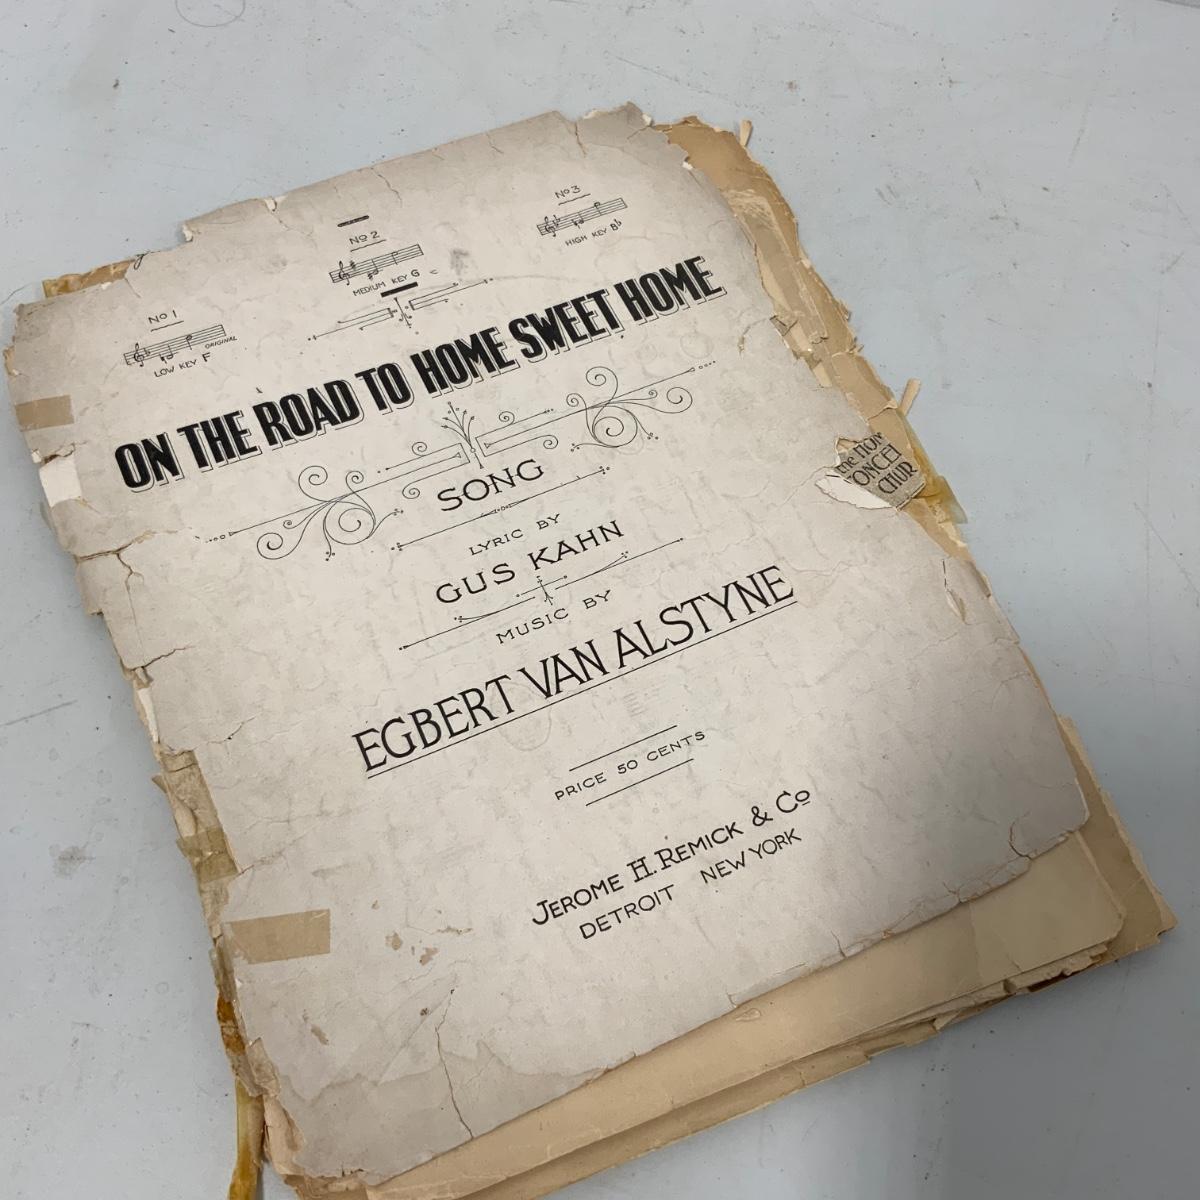 No 1
ORIGINAL
LOW KEY F
No 2
MEDIUM KEY G
No 3
HIGH KEY B♭
ON THE ROAD TO HOME SWEET HOME
SONG
LYRIC BY
GUS KAHN
MUSIC BY
EGBERT VAN ALSTYNE
PRICE 50 CENTS
JEROME H. REMICK & Co
DETROIT NEW YORK